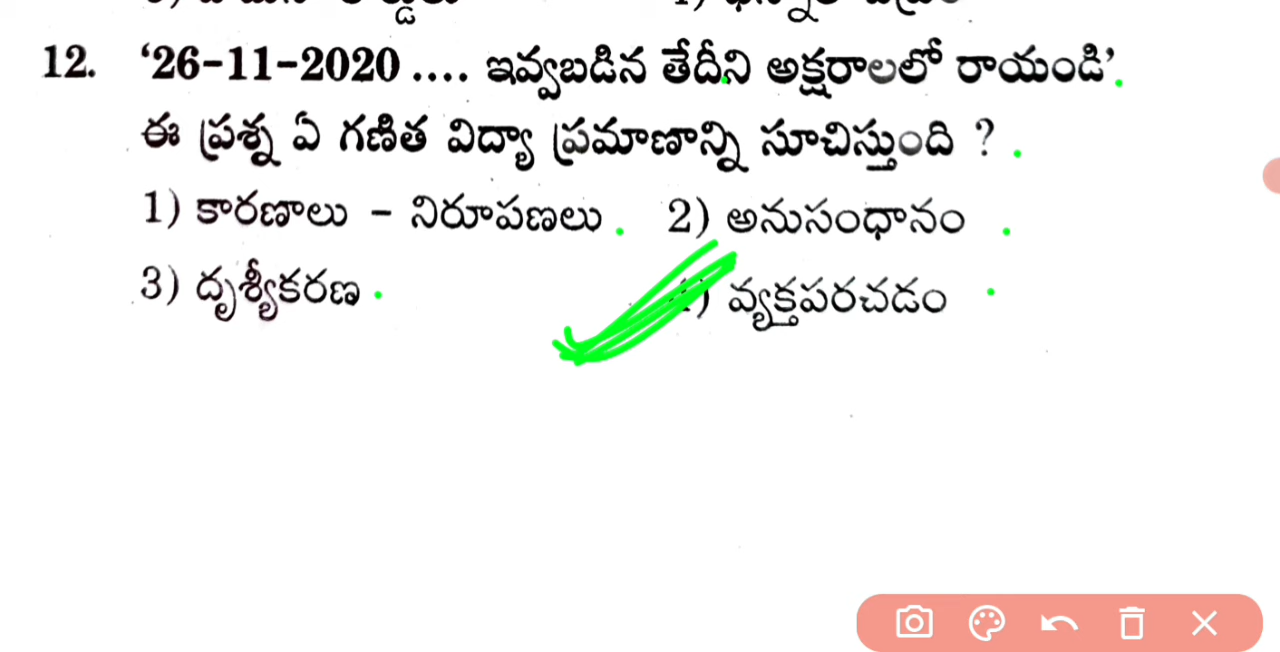 12. ‘26-11-2020 .... ఇవ్వబడిన తేదీని అక్షరాలలో రాయండి’.
ఈ ప్రశ్న ఏ గణిత విద్యా ప్రమాణాన్ని సూచిస్తుంది ?
1) కారణాలు - నిరూపణలు 2) అనుసంధానం
3) దృశ్యీకరణ 4) వ్యక్తపరచడం